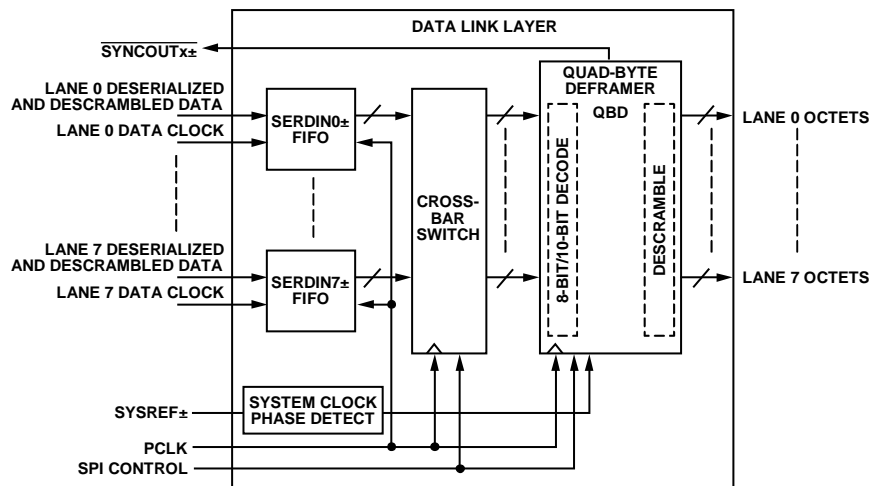 DATA LINK LAYER
SYNCOUTx±
QUAD-BYTE
DEFRAMER
QBD
LANE 0 DESERIALIZED
AND DESCRAMBLED DATA
LANE 0 DATA CLOCK
SERDIN0±
FIFO
LANE 0 OCTETS
CROSS-
BAR
SWITCH
8-BIT/10-BIT DECODE
DESCRAMBLE
LANE 7 DESERIALIZED
AND DESCRAMBLED DATA
LANE 7 DATA CLOCK
SERDIN7±
FIFO
LANE 7 OCTETS
SYSREF±
SYSTEM CLOCK
PHASE DETECT
PCLK
SPI CONTROL